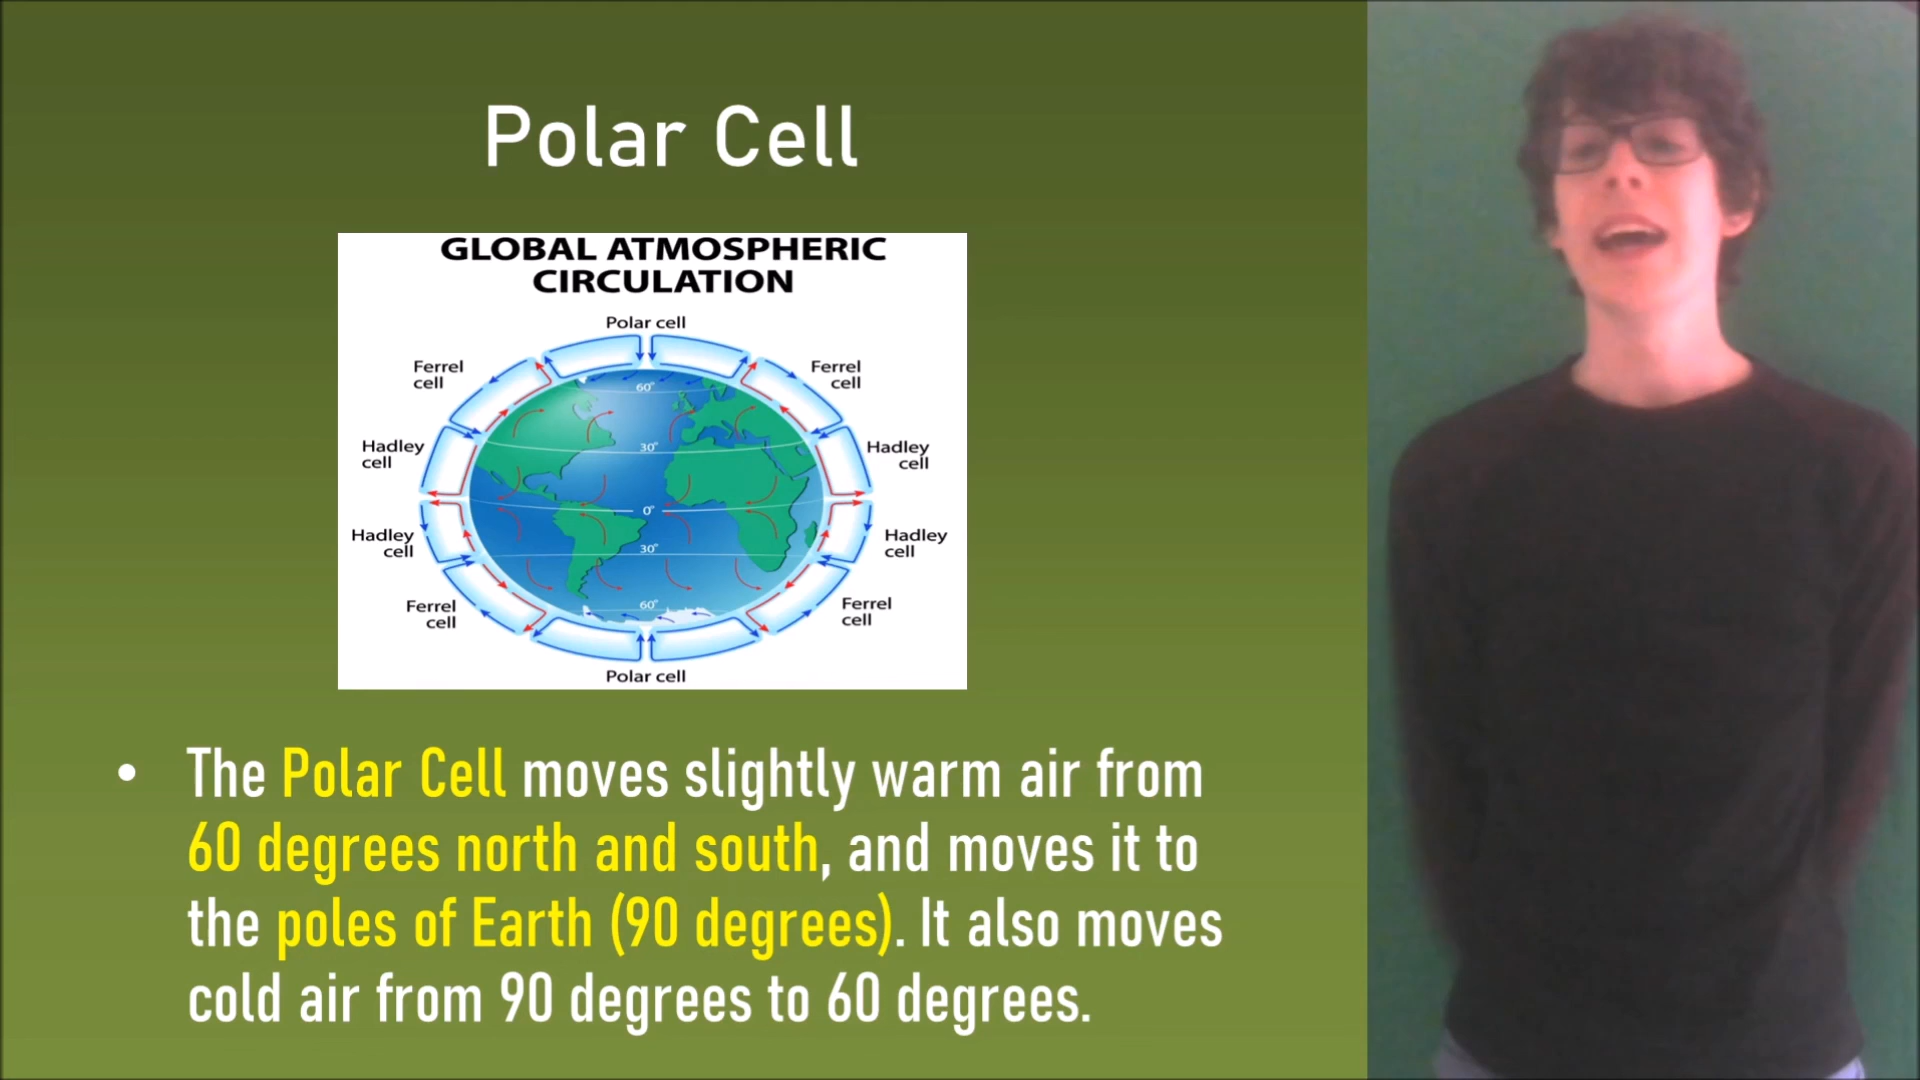 Polar Cell
GLOBAL ATMOSPHERIC
CIRCULATION
Polar cell
Ferrel
cell
Ferrel
cell
60°
Hadley
cell
30°
Hadley
cell
0°
Hadley
cell
30°
Hadley
cell
Ferrel
cell
60°
Ferrel
cell
Polar cell
• The Polar Cell moves slightly warm air from
60 degrees north and south, and moves it to
the poles of Earth (90 degrees). It also moves
cold air from 90 degrees to 60 degrees.